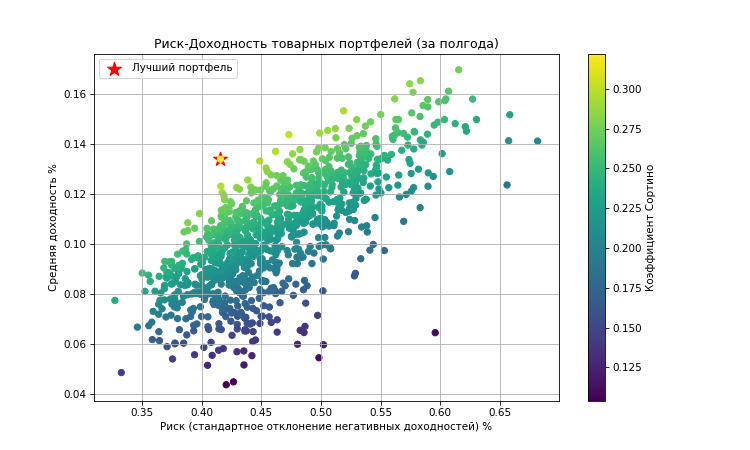 Риск-Доходность товарных портфелей (за полгода)
Лучший портфель
Средняя доходность %
0.16
0.14
0.12
0.10
0.08
0.06
0.04
0.35 0.40 0.45 0.50 0.55 0.60 0.65
Риск (стандартное отклонение негативных доходностей) %
0.300
0.275
0.250
0.225
0.200
0.175
0.150
0.125
Коэффициент Сортино